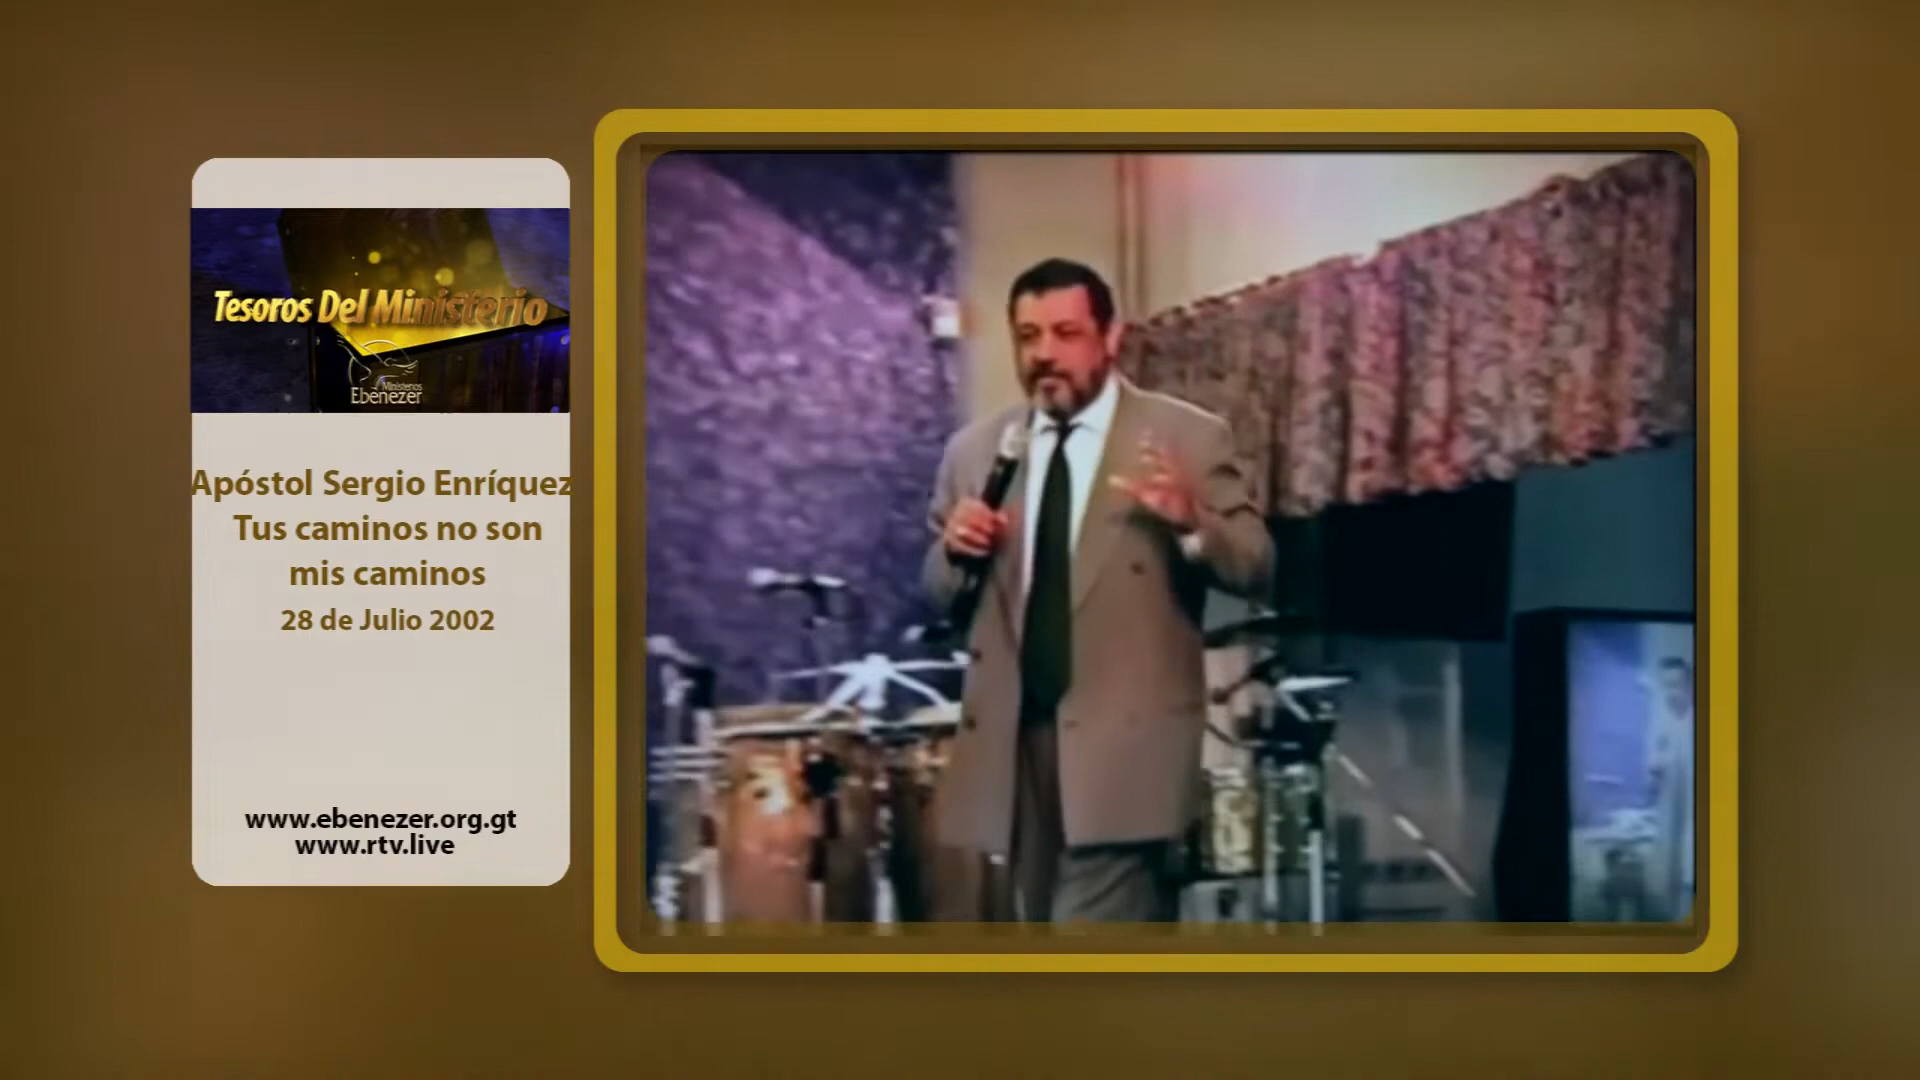 Tesoros Del Ministerio
Ministerios
Ebenezer
Apóstol Sergio Enríquez
Tus caminos no son
mis caminos
28 de Julio 2002
www.ebenezer.org.gt
www.rtv.live